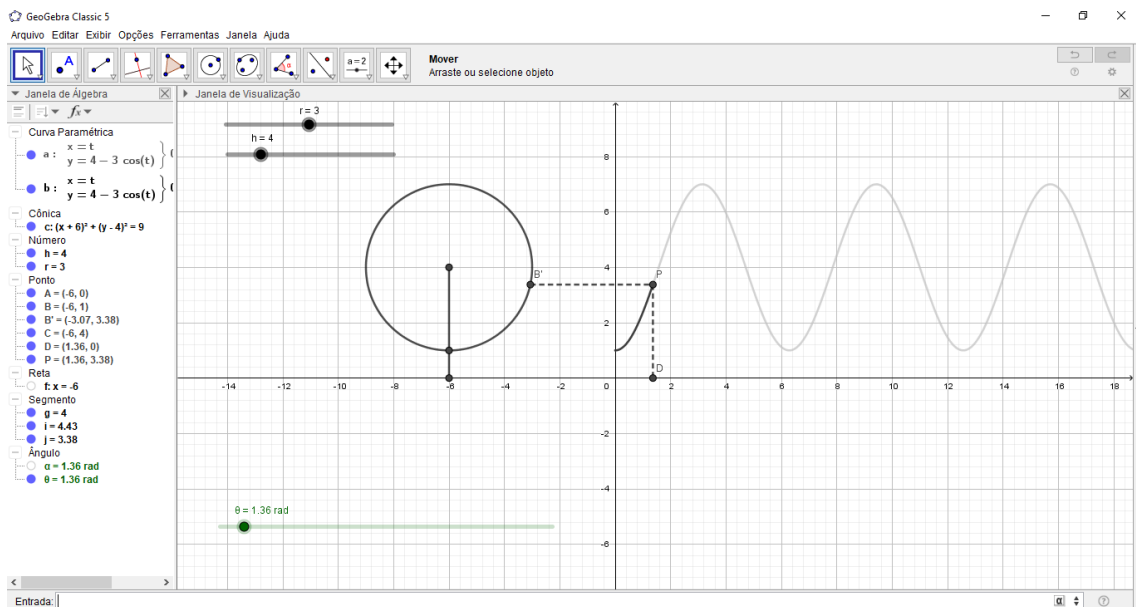 GeoGebra Classic 5
Arquivo Editar Exibir Opções Ferramentas Janela Ajuda
A
a=2
Mover
Arraste ou selecione objeto
Janela de Álgebra
Janela de Visualização
fx
Curva Paramétrica
a : x = t
y = 4 − 3 cos(t)
b : x = t
y = 4 − 3 cos(t)
Cônica
c: (x + 6)² + (y - 4)² = 9
Número
h = 4
r = 3
Ponto
A = (-6, 0)
B = (-6, 1)
B' = (-3.07, 3.38)
C = (-6, 4)
D = (1.36, 0)
P = (1.36, 3.38)
Reta
f: x = -6
Segmento
g = 4
i = 4.43
j = 3.38
Ângulo
α = 1.36 rad
θ = 1.36 rad
r = 3
h = 4
8
6
4
2
B'
P
D
-14 -12 -10 -8 -6 -4 -2 0 2 4 6 8 10 12 14 16 18
-2
-4
-6
θ = 1.36 rad
Entrada:
α